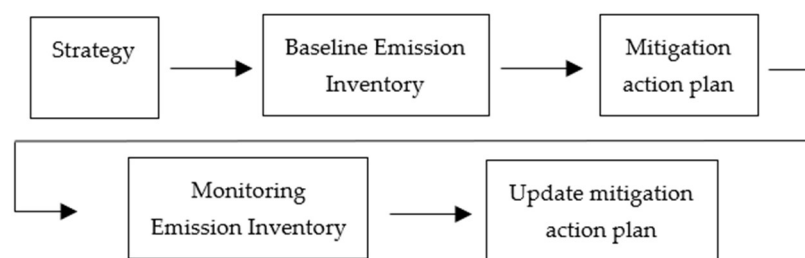 Strategy
Baseline Emission
Inventory
Mitigation
action plan
Monitoring
Emission Inventory
Update mitigation
action plan